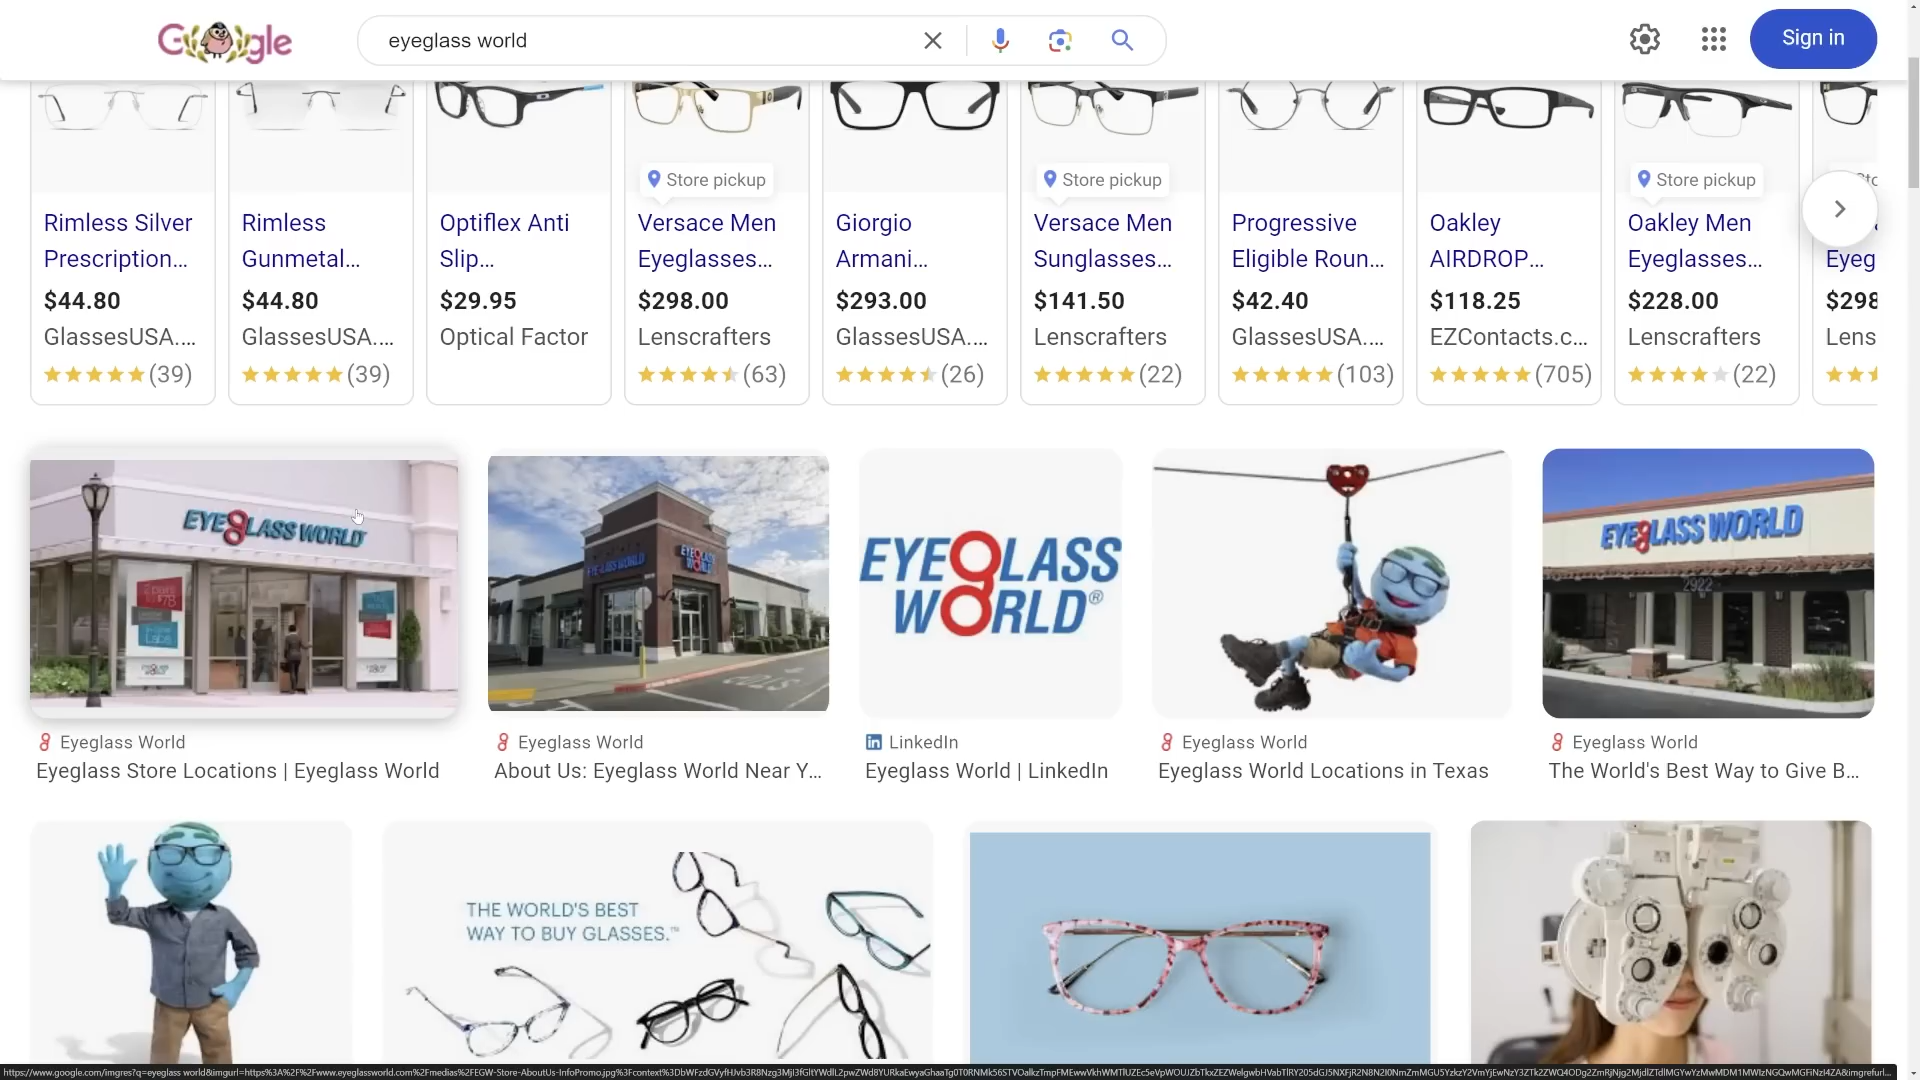 Google
eyeglass world
Sign in
Store pickup
Store pickup
Store pickup
Rimless Silver
Prescription...
$44.80
GlassesUSA....
(39)
Rimless
Gunmetal...
$44.80
GlassesUSA....
(39)
Optiflex Anti
Slip...
$29.95
Optical Factor
Versace Men
Eyeglasses...
$298.00
Lenscrafters
(63)
Giorgio
Armani...
$293.00
GlassesUSA....
(26)
Versace Men
Sunglasses...
$141.50
Lenscrafters
(22)
Progressive
Eligible Roun...
$42.40
GlassesUSA....
(103)
Oakley
AIRDROP...
$118.25
EZContacts.c...
(705)
Oakley Men
Eyeglasses...
$228.00
Lenscrafters
(22)
Eyeg
$298
Lens
EYEGLASS WORLD
EYEGLASS WORLD
EYEGLASS
WORLD
EYEGLASS
WORLD®
EYEGLASS WORLD
2922
Eyeglass World
Eyeglass Store Locations | Eyeglass World
Eyeglass World
About Us: Eyeglass World Near Y...
LinkedIn
Eyeglass World | LinkedIn
Eyeglass World
Eyeglass World Locations in Texas
Eyeglass World
The World's Best Way to Give B...
THE WORLD'S BEST
WAY TO BUY GLASSES.™